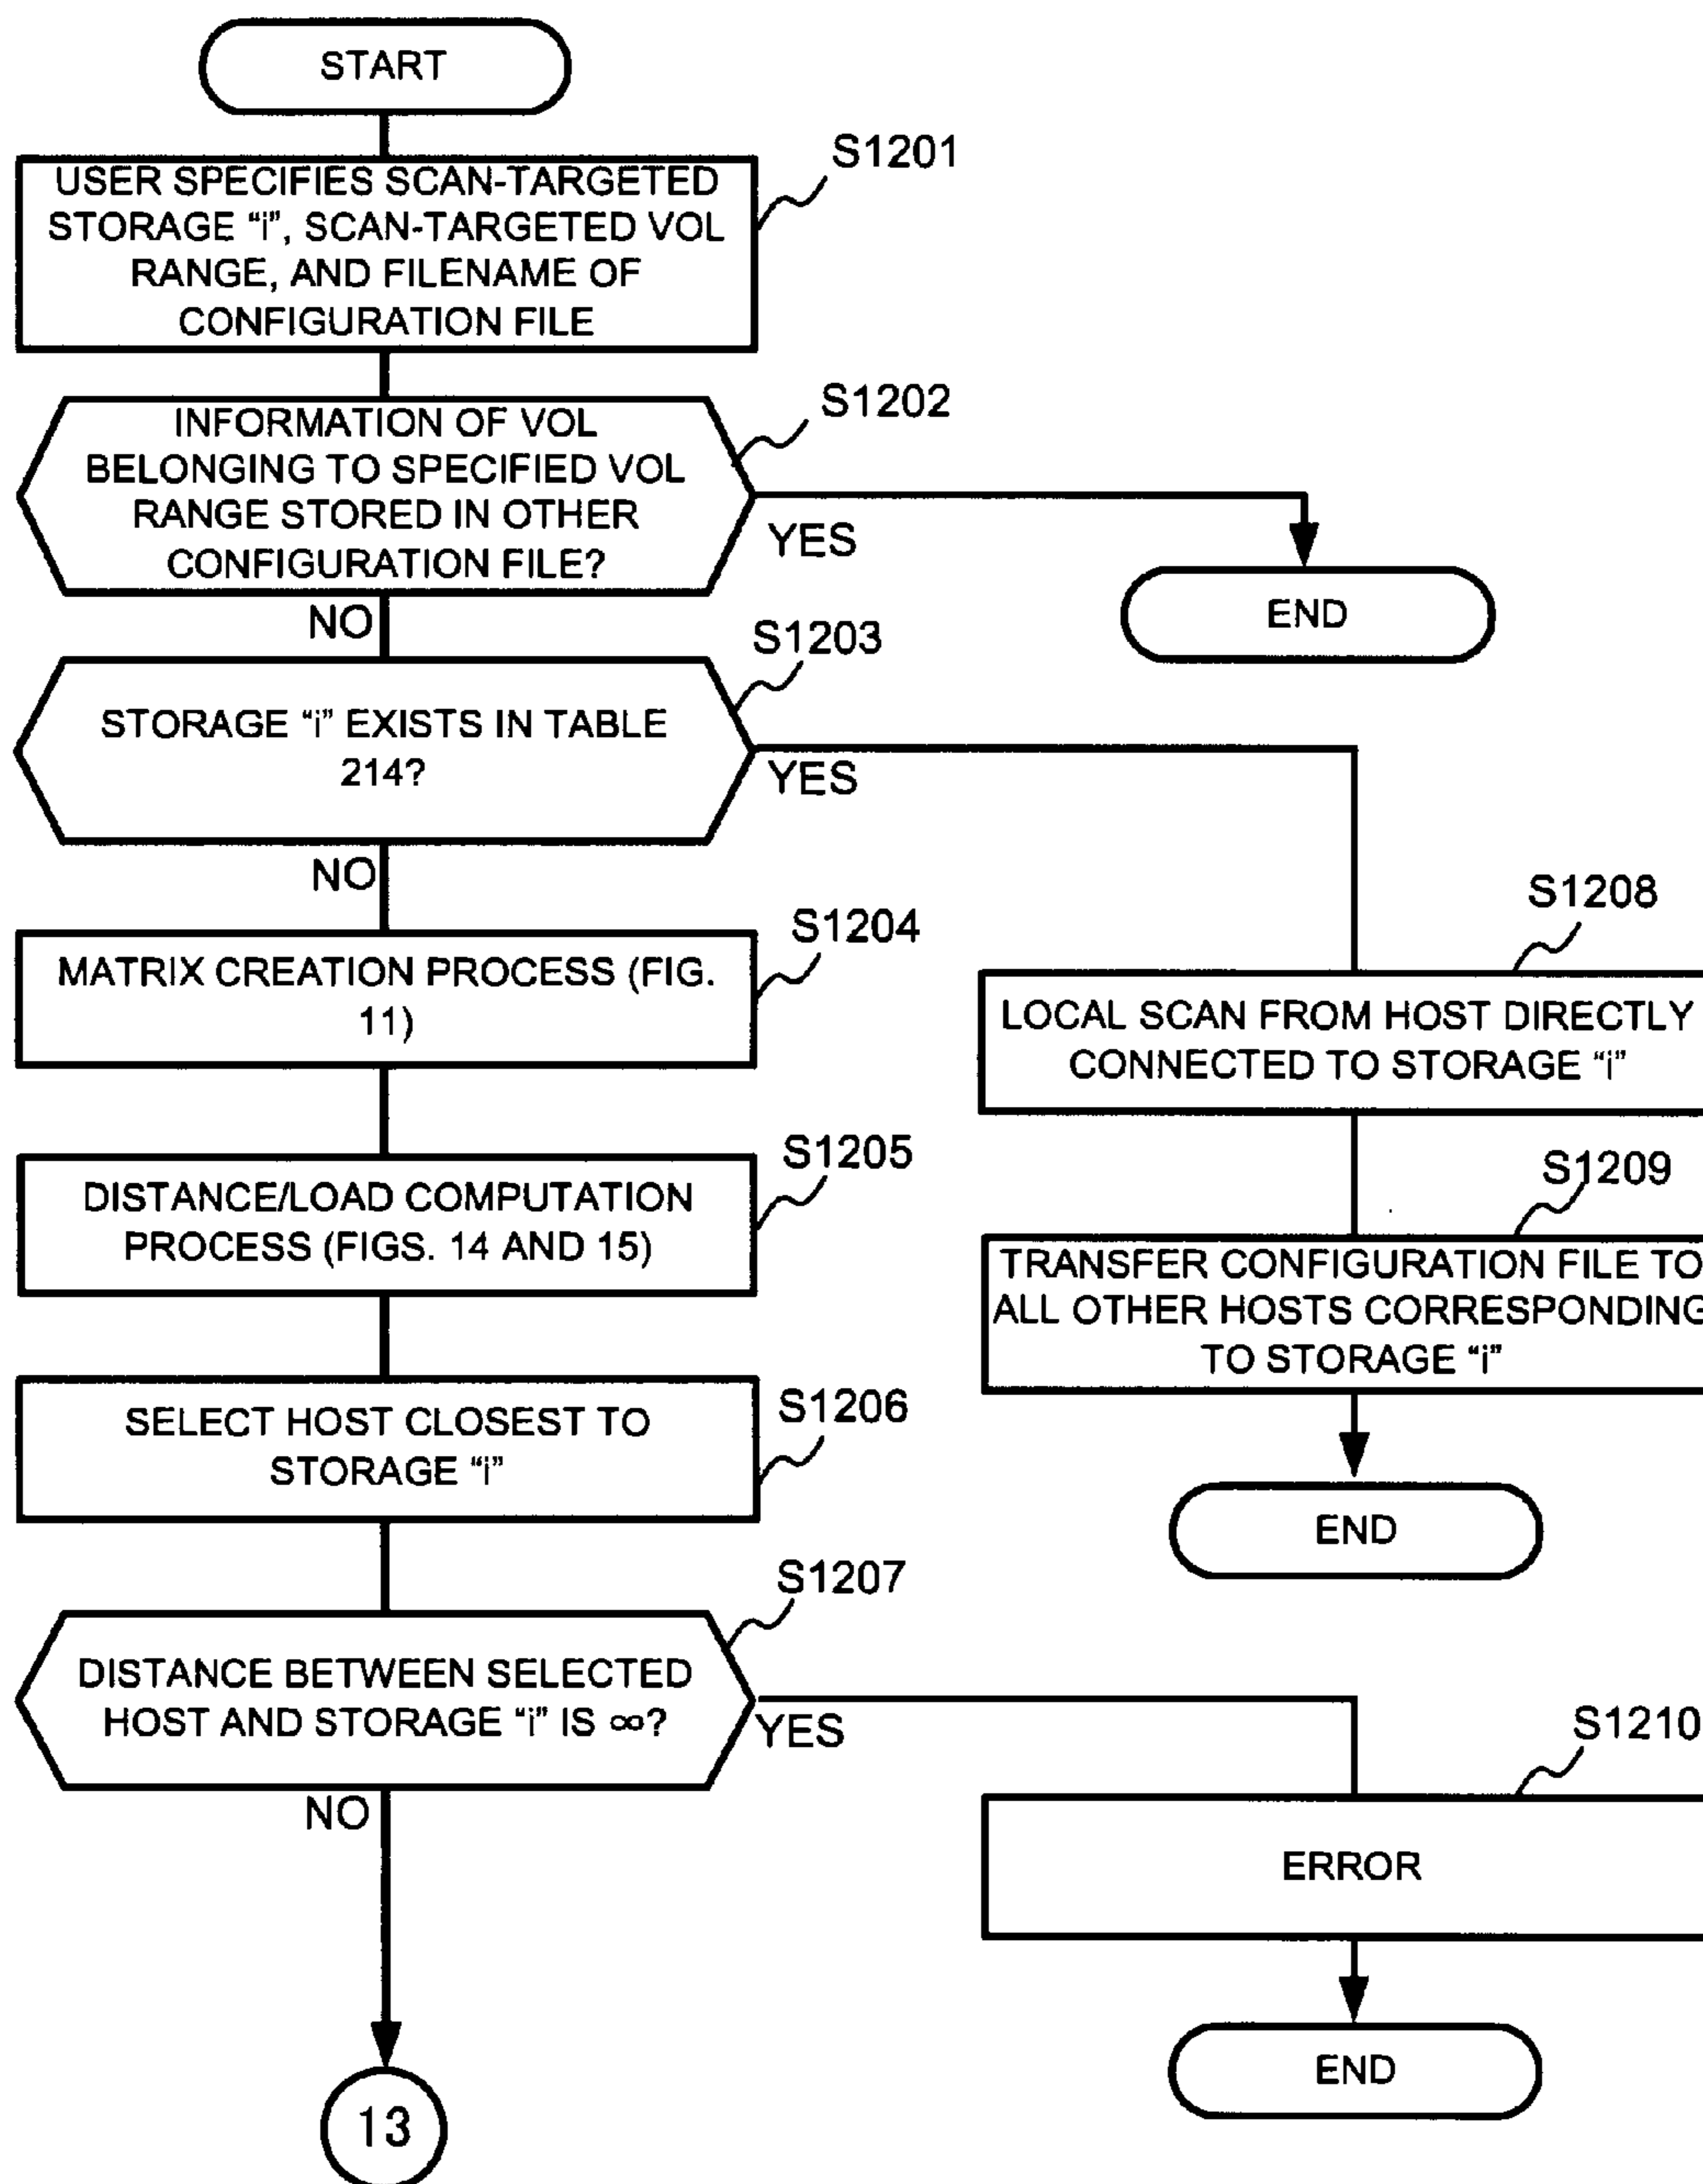 START
S1201
USER SPECIFIES SCAN-TARGETED
STORAGE “i”, SCAN-TARGETED VOL
RANGE, AND FILENAME OF
CONFIGURATION FILE
S1202
INFORMATION OF VOL
BELONGING TO SPECIFIED VOL
RANGE STORED IN OTHER
CONFIGURATION FILE?
YES
END
NO
S1203
STORAGE “i” EXISTS IN TABLE
214?
YES
NO
S1204
MATRIX CREATION PROCESS (FIG.
11)
S1205
DISTANCE/LOAD COMPUTATION
PROCESS (FIGS. 14 AND 15)
S1206
SELECT HOST CLOSEST TO
STORAGE “i”
S1207
DISTANCE BETWEEN SELECTED
HOST AND STORAGE “i” IS ∞?
YES
NO
13
S1208
LOCAL SCAN FROM HOST DIRECTLY
CONNECTED TO STORAGE “i”
S1209
TRANSFER CONFIGURATION FILE TO
ALL OTHER HOSTS CORRESPONDING
TO STORAGE “i”
END
S1210
ERROR
END